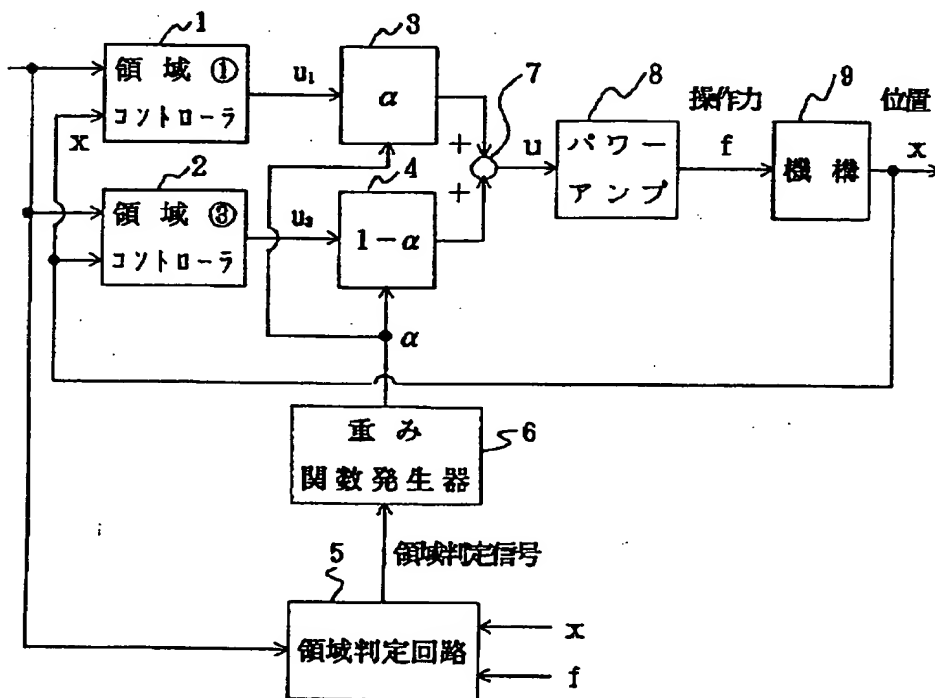 1
領域①
コントローラ
x
u₁
3
α
2
領域③
コントローラ
u₃
4
1-α
+
+
7
u
8
パワー
アンプ
操作力
f
9
機構
位置
x
α
重み
関数発生器
6
領域判定信号
5
領域判定回路
x
f